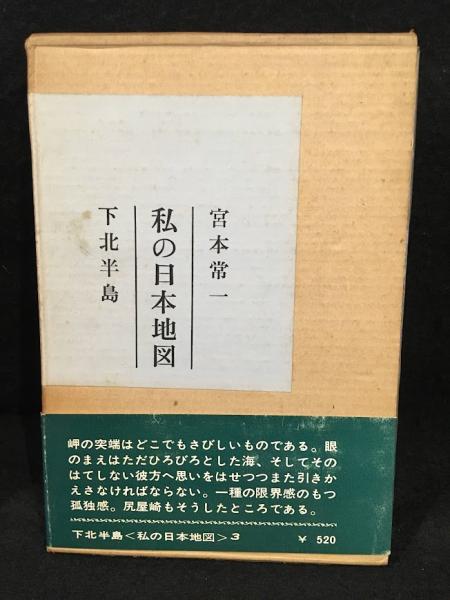 宮本常一
私の日本地図
下北半島
岬の突端はどこでもさびしいものである。眼
のまえはただひろびろとした海、そしてその
はてしない彼方へ思いをはせつつまた引きか
えさなければならない。一種の限界感のもつ
孤独感。尻屋崎もそうしたところである。
下北半島<私の日本地図>3 ¥ 520